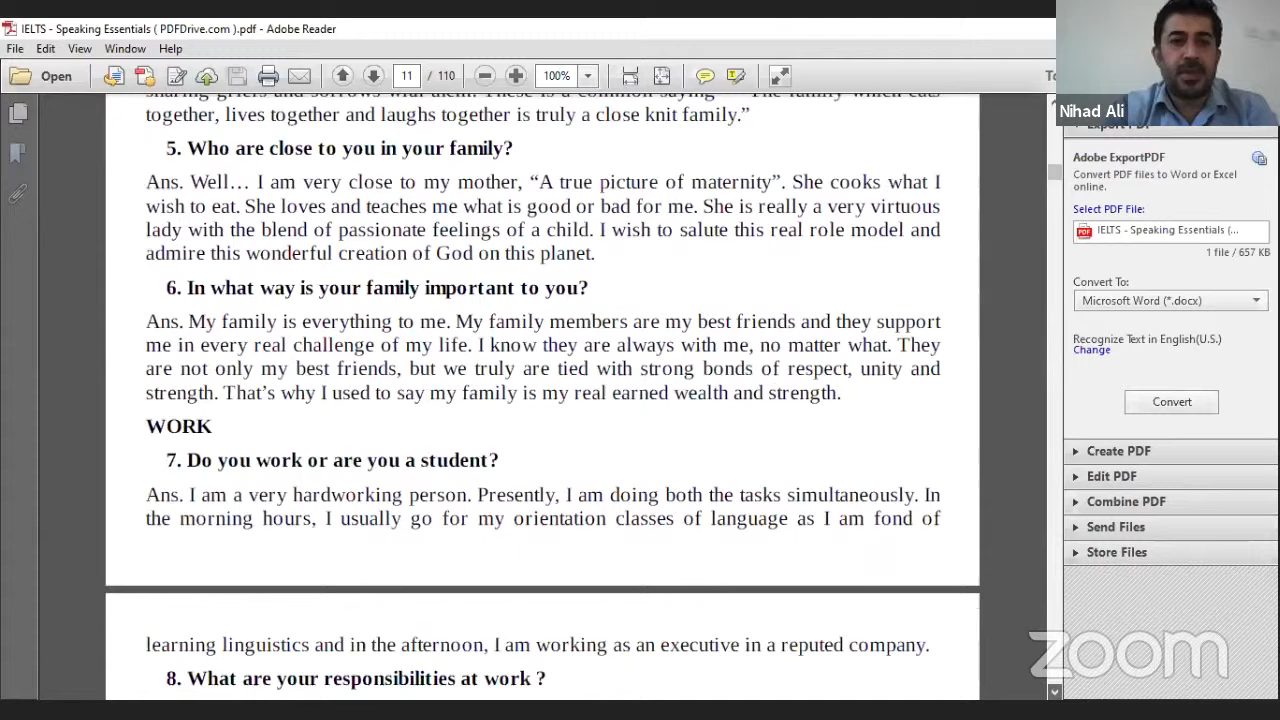 IELTS - Speaking Essentials ( PDFDrive.com ).pdf - Adobe Reader
File Edit View Window Help
Open 11 / 110 100%
Nihad Ali
together, lives together and laughs together is truly a close knit family.”
5. Who are close to you in your family?
Ans. Well… I am very close to my mother, “A true picture of maternity”. She cooks what I
wish to eat. She loves and teaches me what is good or bad for me. She is really a very virtuous
lady with the blend of passionate feelings of a child. I wish to salute this real role model and
admire this wonderful creation of God on this planet.
6. In what way is your family important to you?
Ans. My family is everything to me. My family members are my best friends and they support
me in every real challenge of my life. I know they are always with me, no matter what. They
are not only my best friends, but we truly are tied with strong bonds of respect, unity and
strength. That’s why I used to say my family is my real earned wealth and strength.
WORK
7. Do you work or are you a student?
Ans. I am a very hardworking person. Presently, I am doing both the tasks simultaneously. In
the morning hours, I usually go for my orientation classes of language as I am fond of
learning linguistics and in the afternoon, I am working as an executive in a reputed company.
8. What are your responsibilities at work ?
Adobe ExportPDF
Convert PDF files to Word or Excel
online.
Select PDF File:
IELTS - Speaking Essentials (...
1 file / 657 KB
Convert To:
Microsoft Word (*.docx)
Recognize Text in English(U.S.)
Change
Convert
Create PDF
Edit PDF
Combine PDF
Send Files
Store Files
zoom